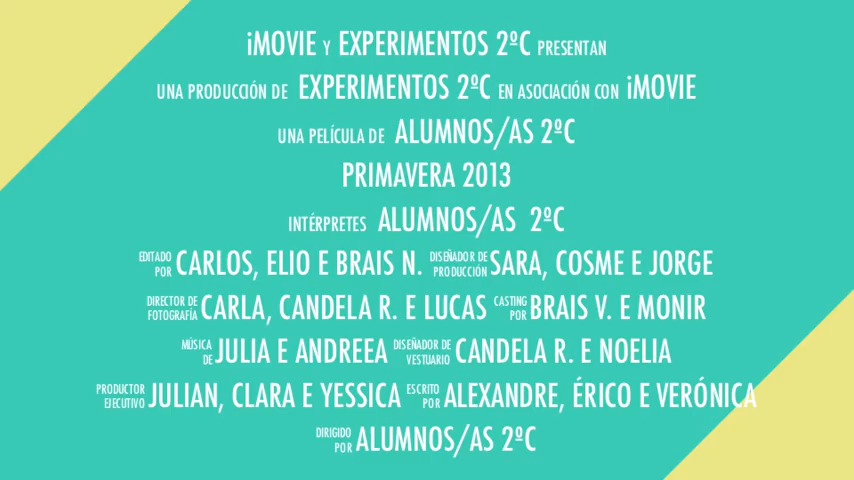 iMOVIE Y EXPERIMENTOS 2ºC PRESENTAN
UNA PRODUCCIÓN DE EXPERIMENTOS 2ºC EN ASOCIACIÓN CON iMOVIE
UNA PELÍCULA DE ALUMNOS/AS 2ºC
PRIMAVERA 2013
INTÉRPRETES ALUMNOS/AS 2ºC
EDITADO POR CARLOS, ELIO E BRAIS N. DISEÑADOR DE PRODUCCIÓN SARA, COSME E JORGE
DIRECTOR DE FOTOGRAFÍA CARLA, CANDELA R. E LUCAS CASTING POR BRAIS V. E MONIR
MÚSICA DE JULIA E ANDREEA DISEÑADOR DE VESTUARIO CANDELA R. E NOELIA
PRODUCTOR EJECUTIVO JULIAN, CLARA E YESSICA ESCRITO POR ALEXANDRE, ÉRICO E VERÓNICA
DIRIGIDO POR ALUMNOS/AS 2ºC